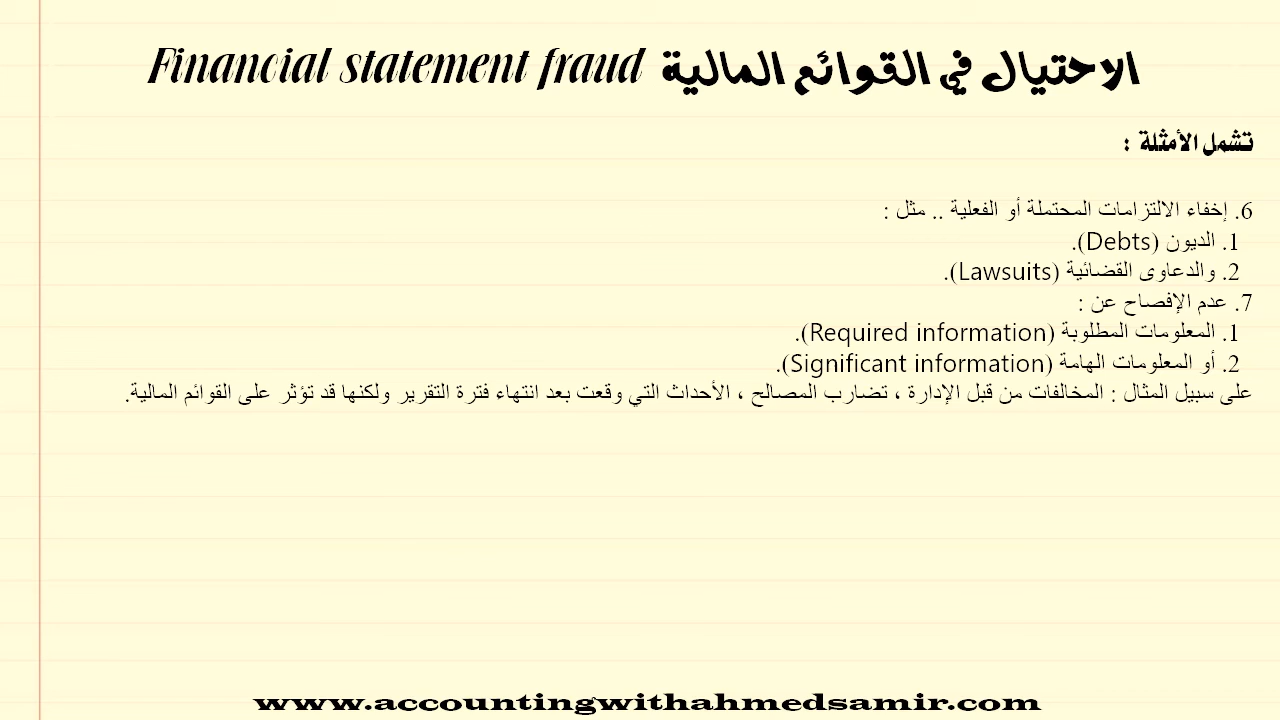 الاحتيال في القوائم المالية Financial statement fraud
تشمل الأمثلة :
6. إخفاء الالتزامات المحتملة أو الفعلية .. مثل :
1. الديون (Debts).
2. والدعاوى القضائية (Lawsuits).
7. عدم الإفصاح عن :
1. المعلومات المطلوبة (Required information).
2. أو المعلومات الهامة (Significant information).
على سبيل المثال : المخالفات من قبل الإدارة ، تضارب المصالح ، الأحداث التي وقعت بعد انتهاء فترة التقرير ولكنها قد تؤثر على القوائم المالية.
www.accountingwithahmedsamir.com